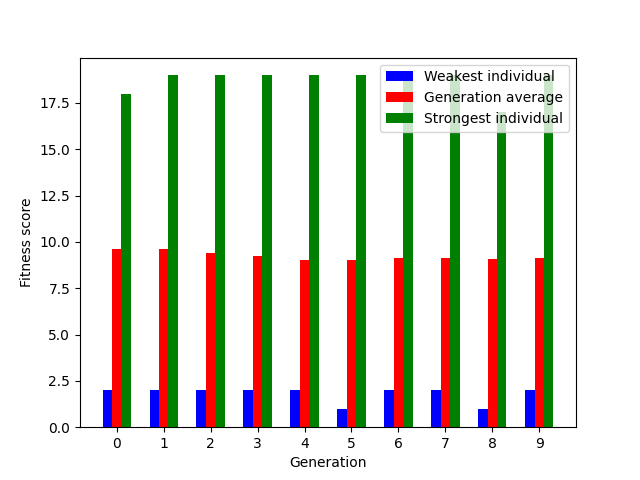 Weakest individual
Generation average
Strongest individual
17.5
15.0
12.5
10.0
7.5
5.0
2.5
0.0
Fitness score
0 1 2 3 4 5 6 7 8 9
Generation